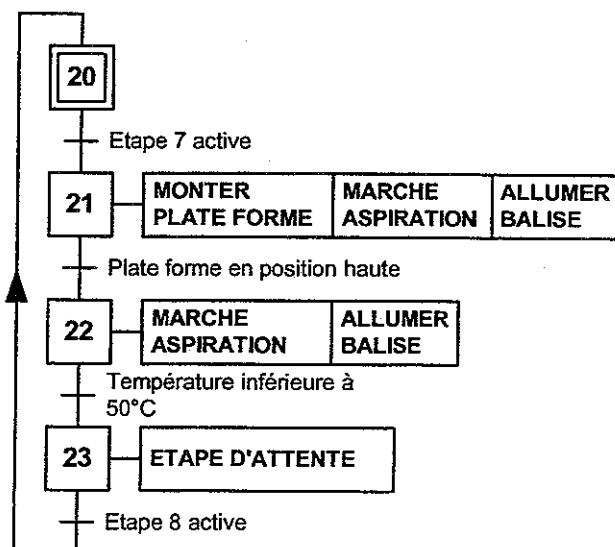 20
Etape 7 active
21
MONTER
PLATE FORME
MARCHE
ASPIRATION
ALLUMER
BALISE
Plate forme en position haute
22
MARCHE
ASPIRATION
ALLUMER
BALISE
Température inférieure à
50°C
23
ETAPE D'ATTENTE
Etape 8 active